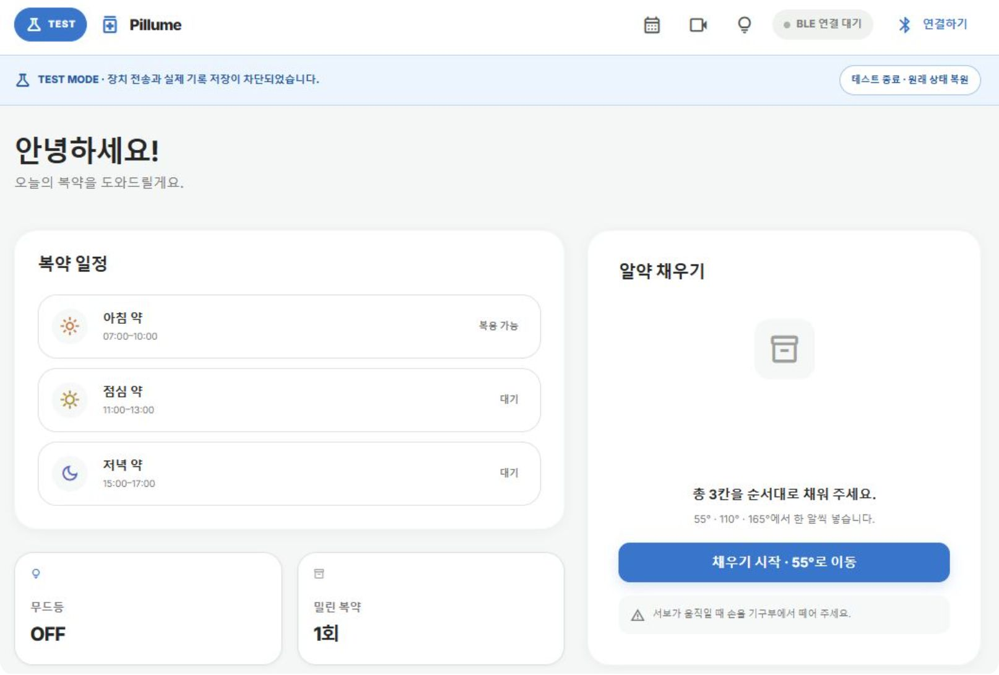 TEST
Pillume
BLE 연결 대기
연결하기
TEST MODE · 장치 전송과 실제 기록 저장이 차단되었습니다.
테스트 종료 · 원래 상태 복원
안녕하세요!
오늘의 복약을 도와드릴게요.
복약 일정
아침 약
07:00–10:00
복용 가능
점심 약
11:00–13:00
대기
저녁 약
15:00–17:00
대기
무드등
OFF
밀린 복약
1회
알약 채우기
총 3칸을 순서대로 채워 주세요.
55° · 110° · 165°에서 한 알씩 넣습니다.
채우기 시작 · 55°로 이동
서보가 움직일 때 손을 기구부에서 떼어 주세요.